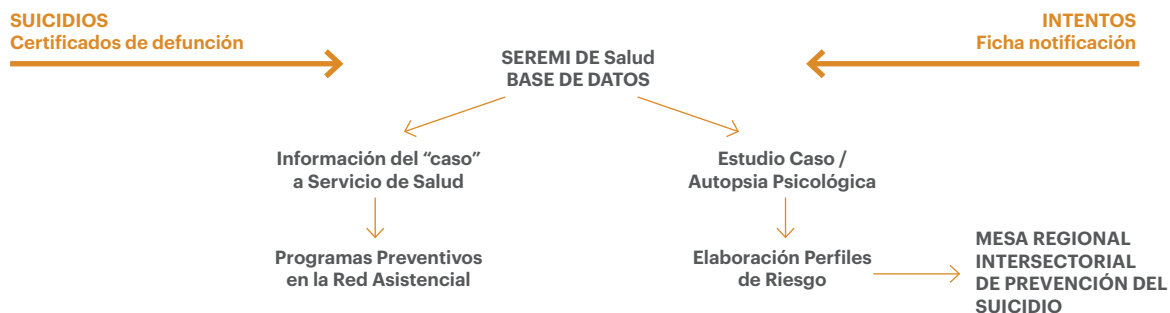 SUICIDIOS
Certificados de defunción
INTENTOS
Ficha notificación
SEREMI DE Salud
BASE DE DATOS
Información del “caso”
a Servicio de Salud
Estudio Caso /
Autopsia Psicológica
Programas Preventivos
en la Red Asistencial
Elaboración Perfiles
de Riesgo
MESA REGIONAL
INTERSECTORIAL
DE PREVENCIÓN DEL
SUICIDIO